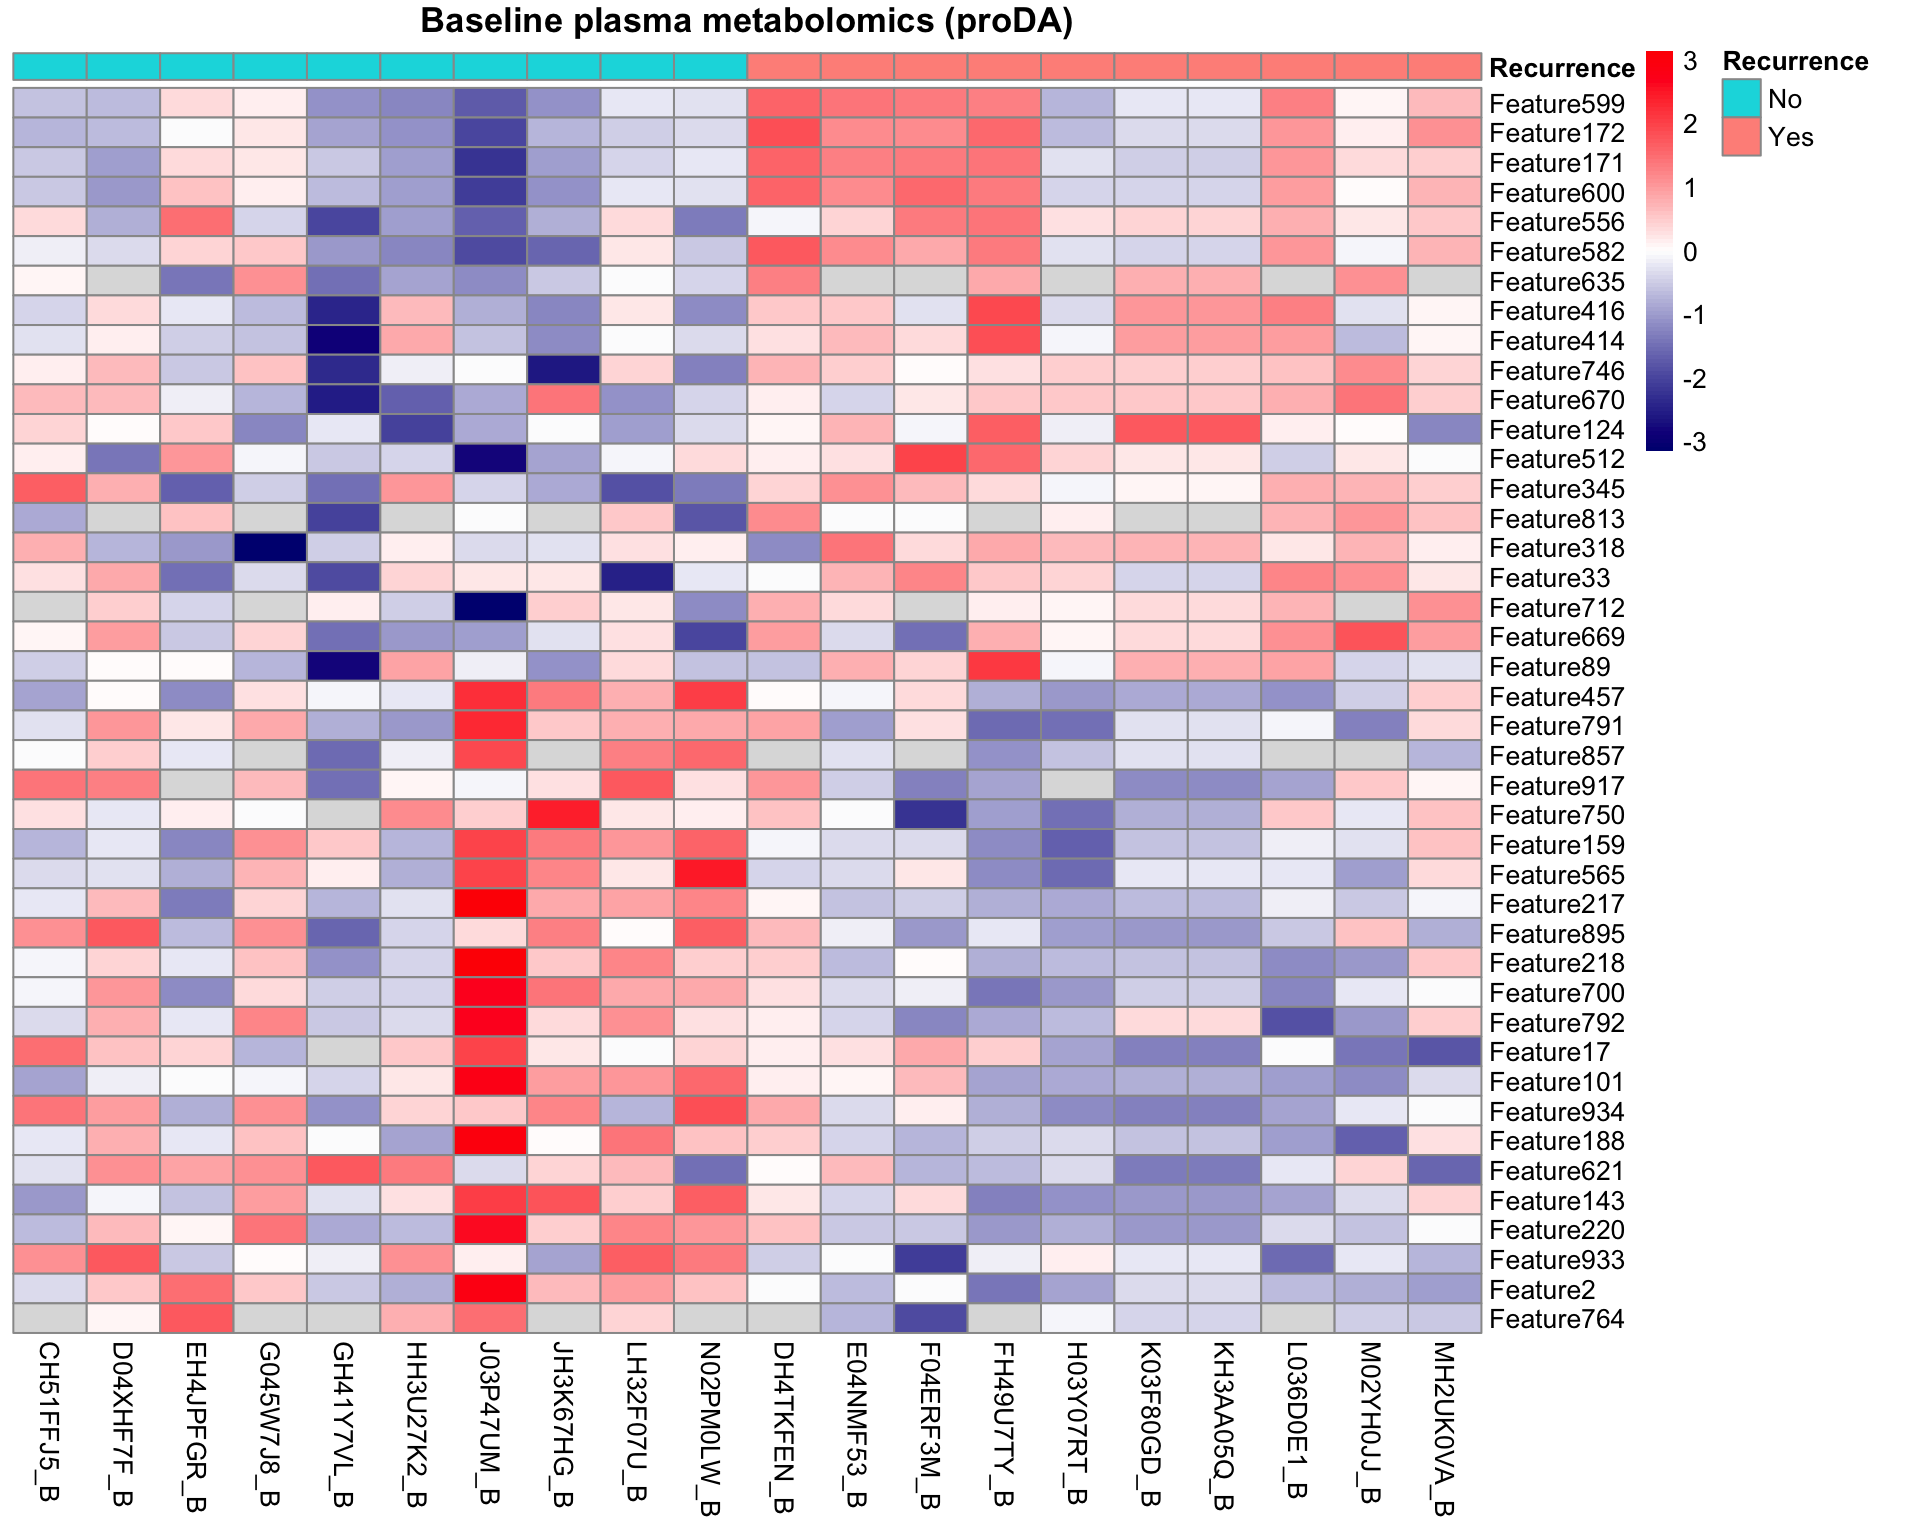 Baseline plasma metabolomics (proDA)
Recurrence
Feature599
Feature172
Feature171
Feature600
Feature556
Feature582
Feature635
Feature416
Feature414
Feature746
Feature670
Feature124
Feature512
Feature345
Feature813
Feature318
Feature33
Feature712
Feature669
Feature89
Feature457
Feature791
Feature857
Feature917
Feature750
Feature159
Feature565
Feature217
Feature895
Feature218
Feature700
Feature792
Feature17
Feature101
Feature934
Feature188
Feature621
Feature143
Feature220
Feature933
Feature2
Feature764
3
2
1
0
-1
-2
-3
Recurrence
No
Yes
CH51FFJ5_B
D04XHF7F_B
EH4JPFGR_B
G045W7J8_B
GH41Y7VL_B
HH3U27K2_B
J03P47UM_B
JH3K67HG_B
LH32F07U_B
N02PM0LW_B
DH4TKFEN_B
E04NMF53_B
F04ERF3M_B
FH49U7TY_B
H03Y07RT_B
K03F80GD_B
KH3AA05Q_B
L036D0E1_B
M02YH0JJ_B
MH2UK0VA_B